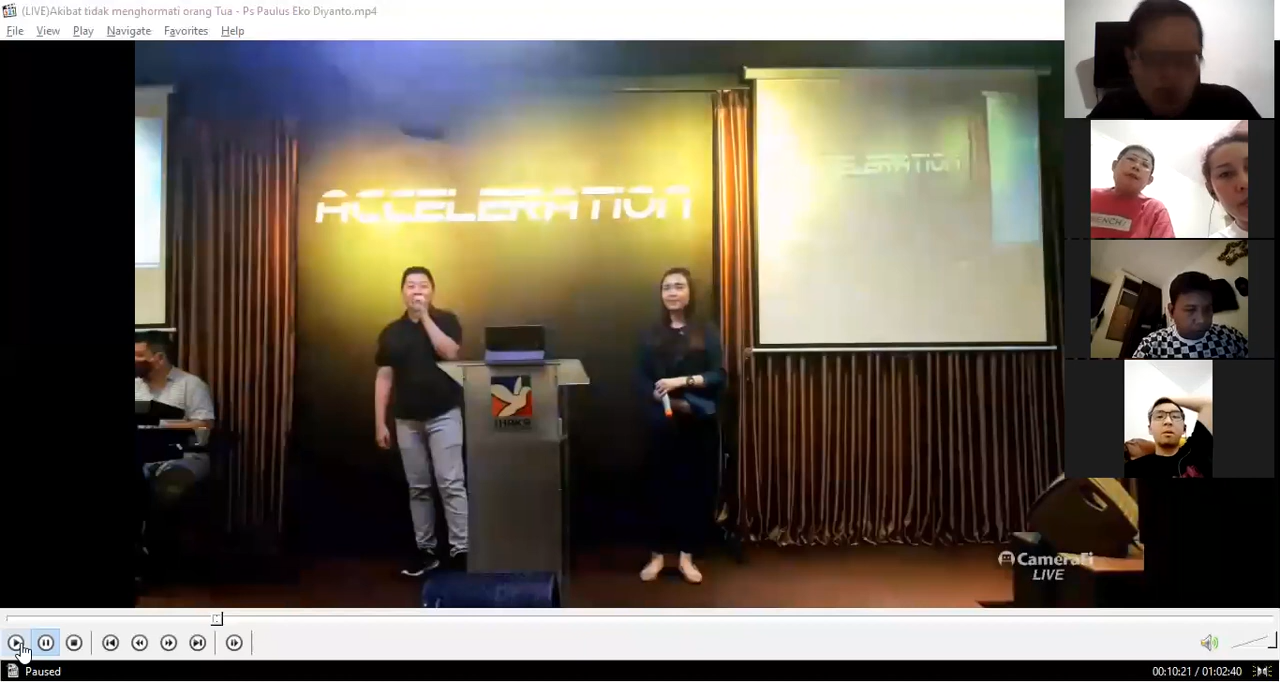 (LIVE)Akibat tidak menghormati orang Tua - Ps Paulus Eko Diyanto.mp4
File View Play Navigate Favorites Help
ACCELERATION
ELERATION
CameraFi
LIVE
Paused
00:10:21 / 01:02:40